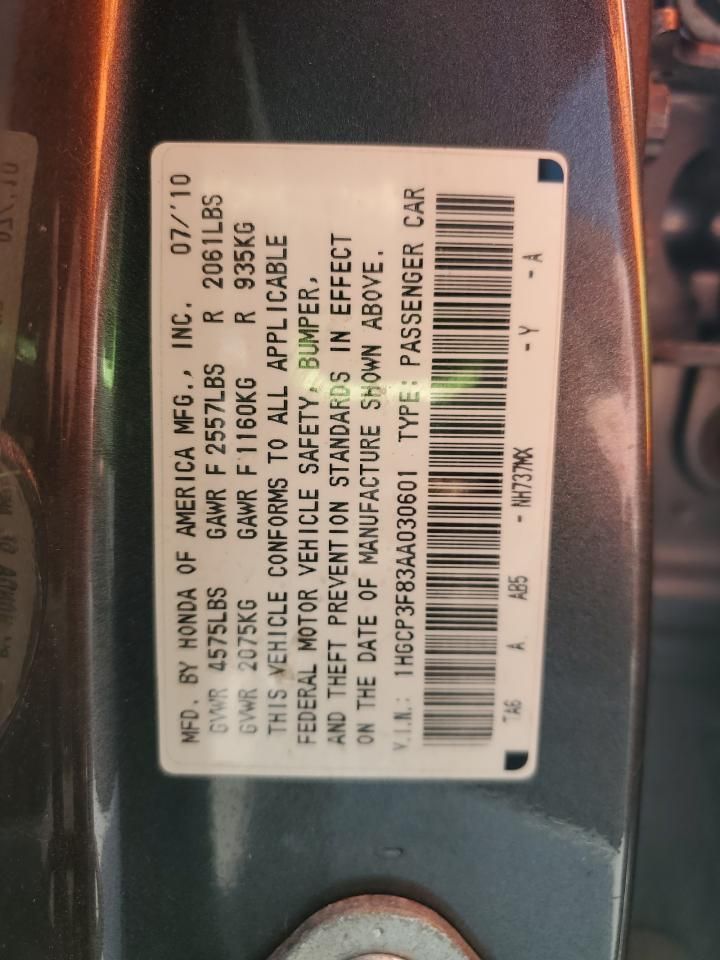 MFD. BY HONDA OF AMERICA MFG., INC. 07/'10
GVWR 4575LBS GAWR F 2557LBS R 2061LBS
GVWR 2075KG GAWR F 1160KG R 935KG
THIS VEHICLE CONFORMS TO ALL APPLICABLE
FEDERAL MOTOR VEHICLE SAFETY, BUMPER,
AND THEFT PREVENTION STANDARDS IN EFFECT
ON THE DATE OF MANUFACTURE SHOWN ABOVE.
V.I.N.: 1HGCP3F83AA030601 TYPE: PASSENGER CAR
TA6 A AB5 - NH737MX - Y - A